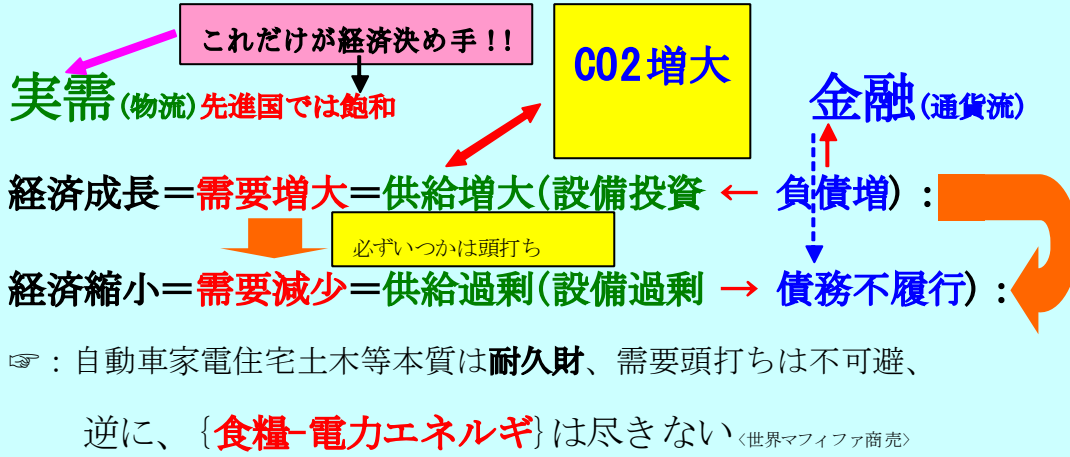 これだけが経済決め手!!
CO2増大
実需(物流)先進国では飽和
金融(通貨流)
経済成長=需要増大=供給増大(設備投資 ← 負債増):
必ずいつかは頭打ち
経済縮小=需要減少=供給過剰(設備過剰 → 債務不履行):
☞:自動車家電住宅土木等本質は耐久財、需要頭打ちは不可避、
逆に、{食糧-電力エネルギ}は尽きない<世界マフィファ商売>